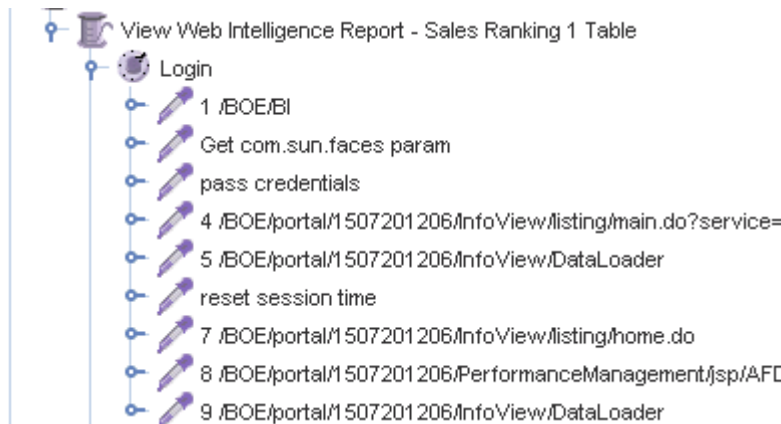 View Web Intelligence Report - Sales Ranking 1 Table
Login
1 /BOE/BI
Get com.sun.faces param
pass credentials
4 /BOE/portal/1507201206/InfoView/listing/main.do?service=
5 /BOE/portal/1507201206/InfoView/DataLoader
reset session time
7 /BOE/portal/1507201206/InfoView/listing/home.do
8 /BOE/portal/1507201206/PerformanceManagement/jsp/AFD
9 /BOE/portal/1507201206/InfoView/DataLoader